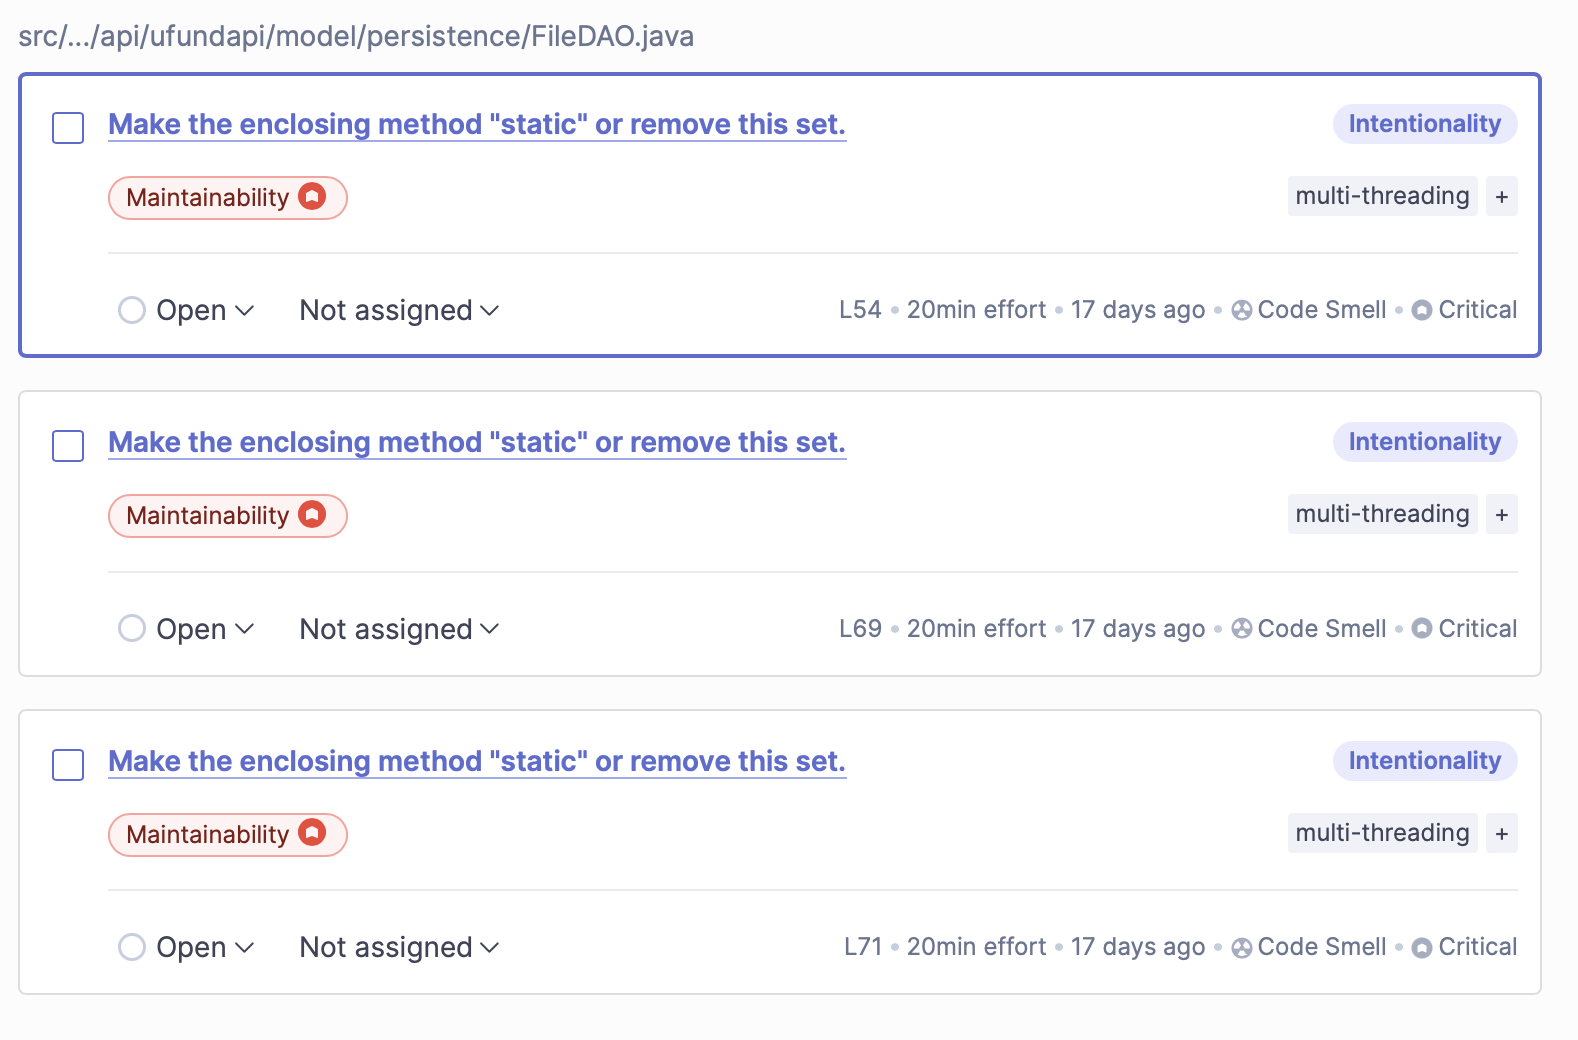 src/.../api/ufundapi/model/persistence/FileDAO.java
Make the enclosing method "static" or remove this set.
Intentionality
Maintainability
multi-threading +
Open
Not assigned
L54 • 20min effort • 17 days ago • Code Smell • Critical
Make the enclosing method "static" or remove this set.
Intentionality
Maintainability
multi-threading +
Open
Not assigned
L69 • 20min effort • 17 days ago • Code Smell • Critical
Make the enclosing method "static" or remove this set.
Intentionality
Maintainability
multi-threading +
Open
Not assigned
L71 • 20min effort • 17 days ago • Code Smell • Critical